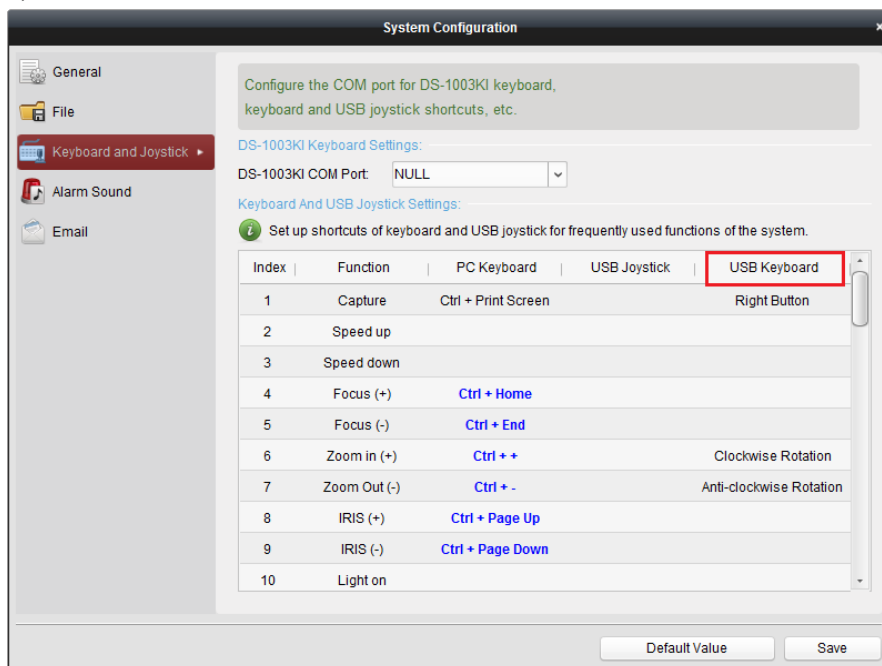 System Configuration
×
General
File
Keyboard and Joystick
Alarm Sound
Email
Configure the COM port for DS-1003KI keyboard,
keyboard and USB joystick shortcuts, etc.
DS-1003KI Keyboard Settings:
DS-1003KI COM Port: NULL
Keyboard And USB Joystick Settings:
Set up shortcuts of keyboard and USB joystick for frequently used functions of the system.
Index Function PC Keyboard USB Joystick USB Keyboard
1 Capture Ctrl + Print Screen Right Button
2 Speed up
3 Speed down
4 Focus (+) Ctrl + Home
5 Focus (-) Ctrl + End
6 Zoom in (+) Ctrl + + Clockwise Rotation
7 Zoom Out (-) Ctrl + - Anti-clockwise Rotation
8 IRIS (+) Ctrl + Page Up
9 IRIS (-) Ctrl + Page Down
10 Light on
Default Value Save